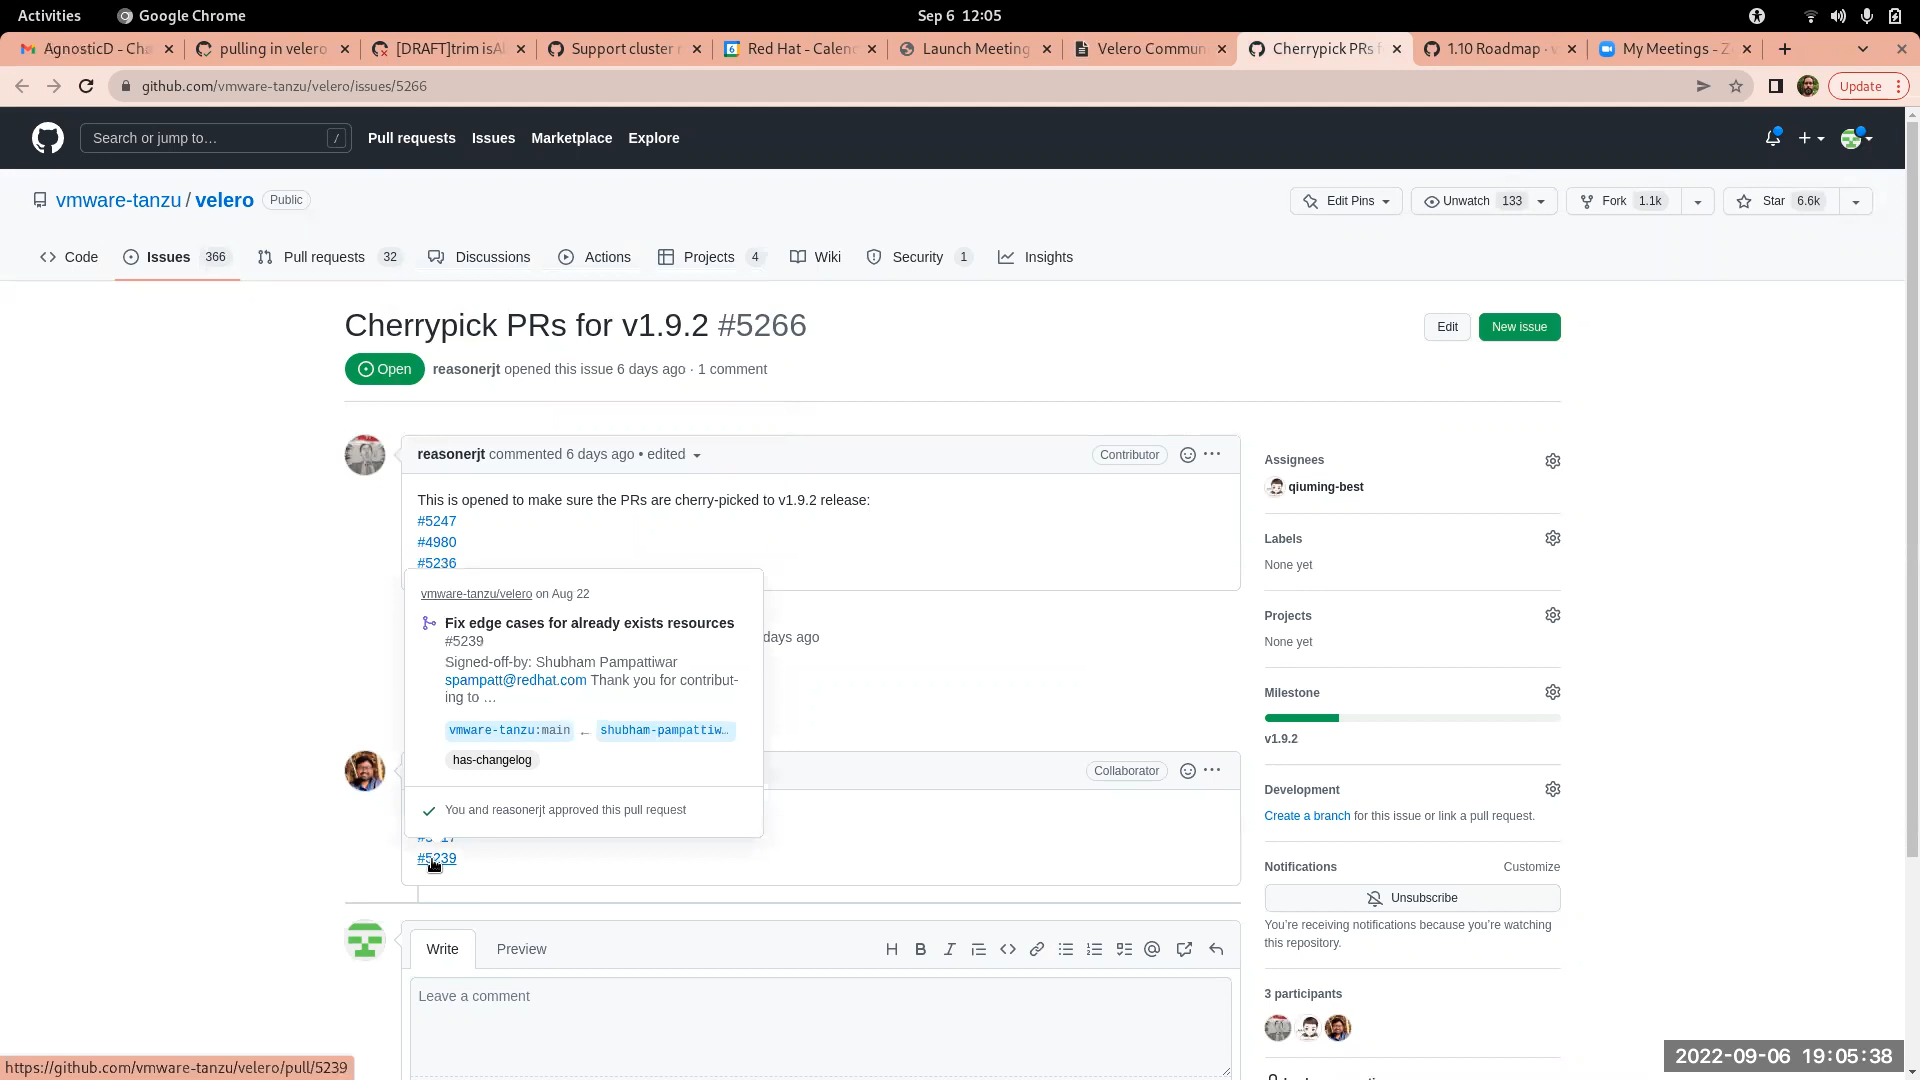 Activities
Google Chrome
Sep 6 12:05
AgnosticD - Cha
pulling in velero
[DRAFT]trim isAl
Support cluster
Red Hat - Calen
Launch Meeting
Velero Commun
Cherrypick PRs f
1.10 Roadmap · v
My Meetings - Z
github.com/vmware-tanzu/velero/issues/5266
Update
Search or jump to…
/
Pull requests
Issues
Marketplace
Explore
vmware-tanzu / velero
Public
Edit Pins
Unwatch 133
Fork 1.1k
Star 6.6k
Code
Issues 366
Pull requests 32
Discussions
Actions
Projects 4
Wiki
Security 1
Insights
Cherrypick PRs for v1.9.2 #5266
Edit
New issue
Open
reasonerjt opened this issue 6 days ago · 1 comment
reasonerjt commented 6 days ago • edited
Contributor
This is opened to make sure the PRs are cherry-picked to v1.9.2 release:
#5247
#4980
#5236
vmware-tanzu/velero on Aug 22
Fix edge cases for already exists resources
#5239
Signed-off-by: Shubham Pampattiwar
spampatt@redhat.com Thank you for contribut-
ing to …
vmware-tanzu:main ← shubham-pampattiw…
has-changelog
You and reasonerjt approved this pull request
days ago
Collaborator
#5239
Write
Preview
Leave a comment
Assignees
qiuming-best
Labels
None yet
Projects
None yet
Milestone
v1.9.2
Development
Create a branch for this issue or link a pull request.
Notifications
Customize
Unsubscribe
You're receiving notifications because you're watching
this repository.
3 participants
https://github.com/vmware-tanzu/velero/pull/5239
2022-09-06 19:05:38